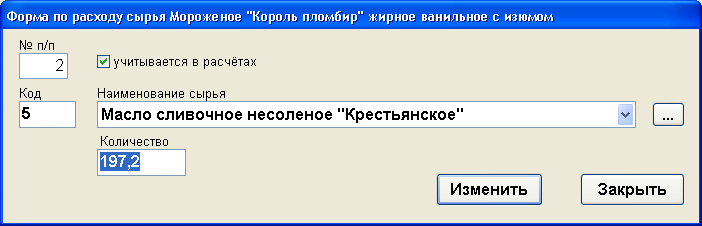 Форма по расходу сырья Мороженое "Король пломбир" жирное ванильное с изюмом
№ п/п
2
учитывается в расчётах
Код
Наименование сырья
5
Масло сливочное несоленое "Крестьянское"
...
Количество
197,2
Изменить
Закрыть